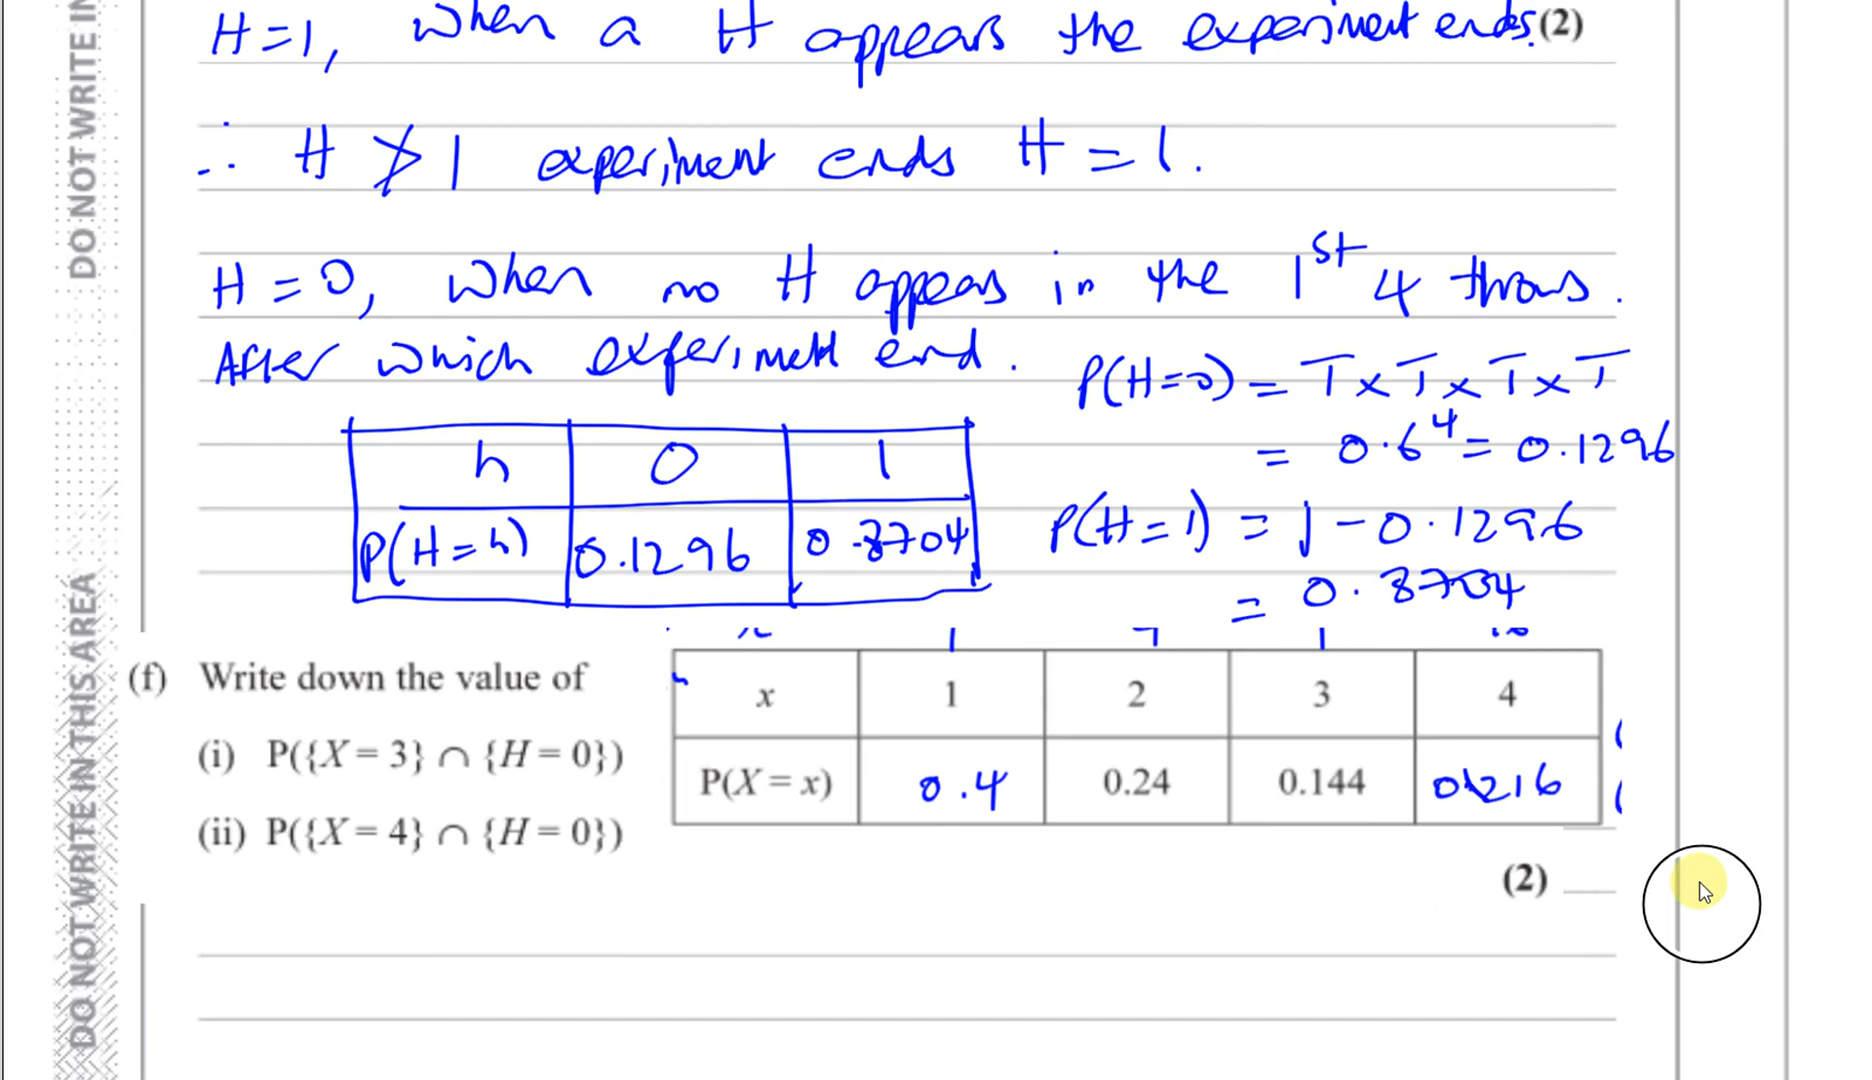 DO NOT WRITE IN
DO NOT WRITE IN THIS AREA
H=1, when a H appears the experiment ends. (2)
∴ H ≯ 1 experiment ends H = 1.
H = 0, when no H appears in the 1st 4 throws.
After which experiment end.
P(H=0) = T × T × T × T
= 0.6^4 = 0.1296
P(H=1) = 1 - 0.1296
= 0.8704
h 0 1
P(H=h) 0.1296 0.8704
(f) Write down the value of
(i) P({X = 3} ∩ {H = 0})
(ii) P({X = 4} ∩ {H = 0})
x 1 2 3 4
P(X = x) 0.4 0.24 0.144 0.216
(2)